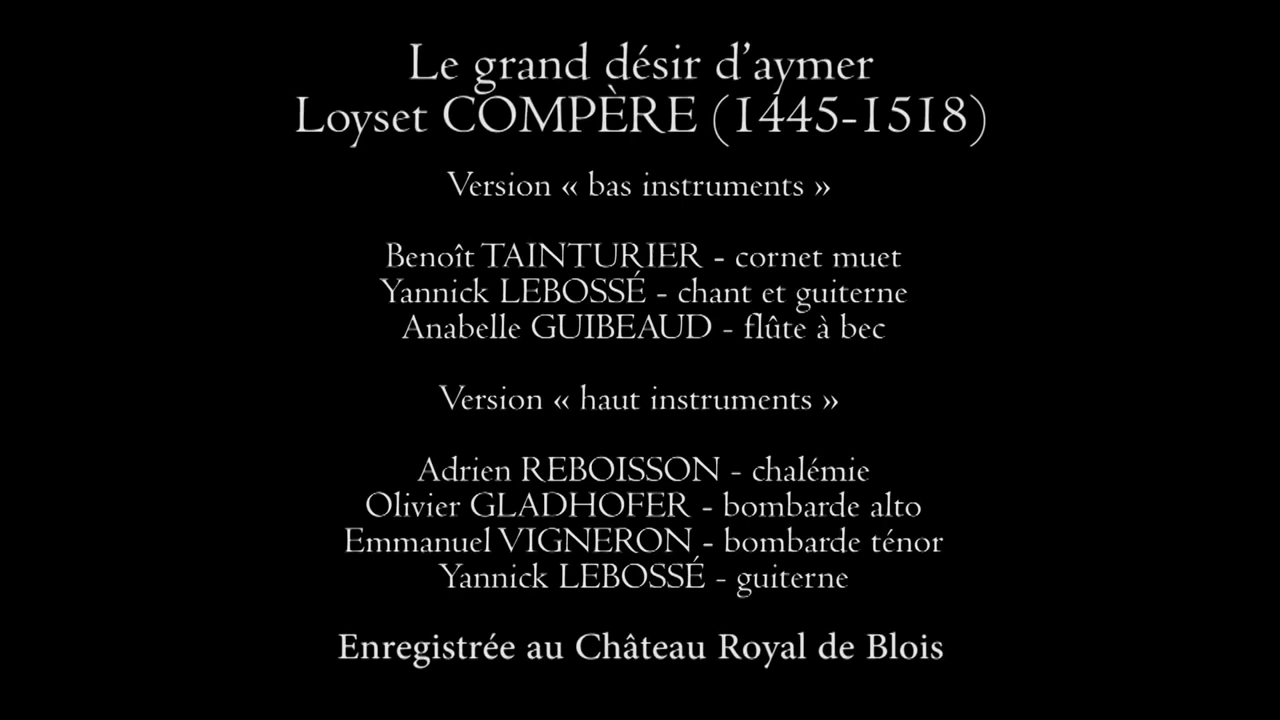 Le grand désir d'aymer
Loyset COMPÈRE (1445-1518)
Version « bas instruments »
Benoît TAINTURIER - cornet muet
Yannick LEBOSSÉ - chant et guiterne
Anabelle GUIBEAUD - flûte à bec
Version « haut instruments »
Adrien REBOISSON - chalémie
Olivier GLADHOFER - bombarde alto
Emmanuel VIGNERON - bombarde ténor
Yannick LEBOSSÉ - guiterne
Enregistrée au Château Royal de Blois